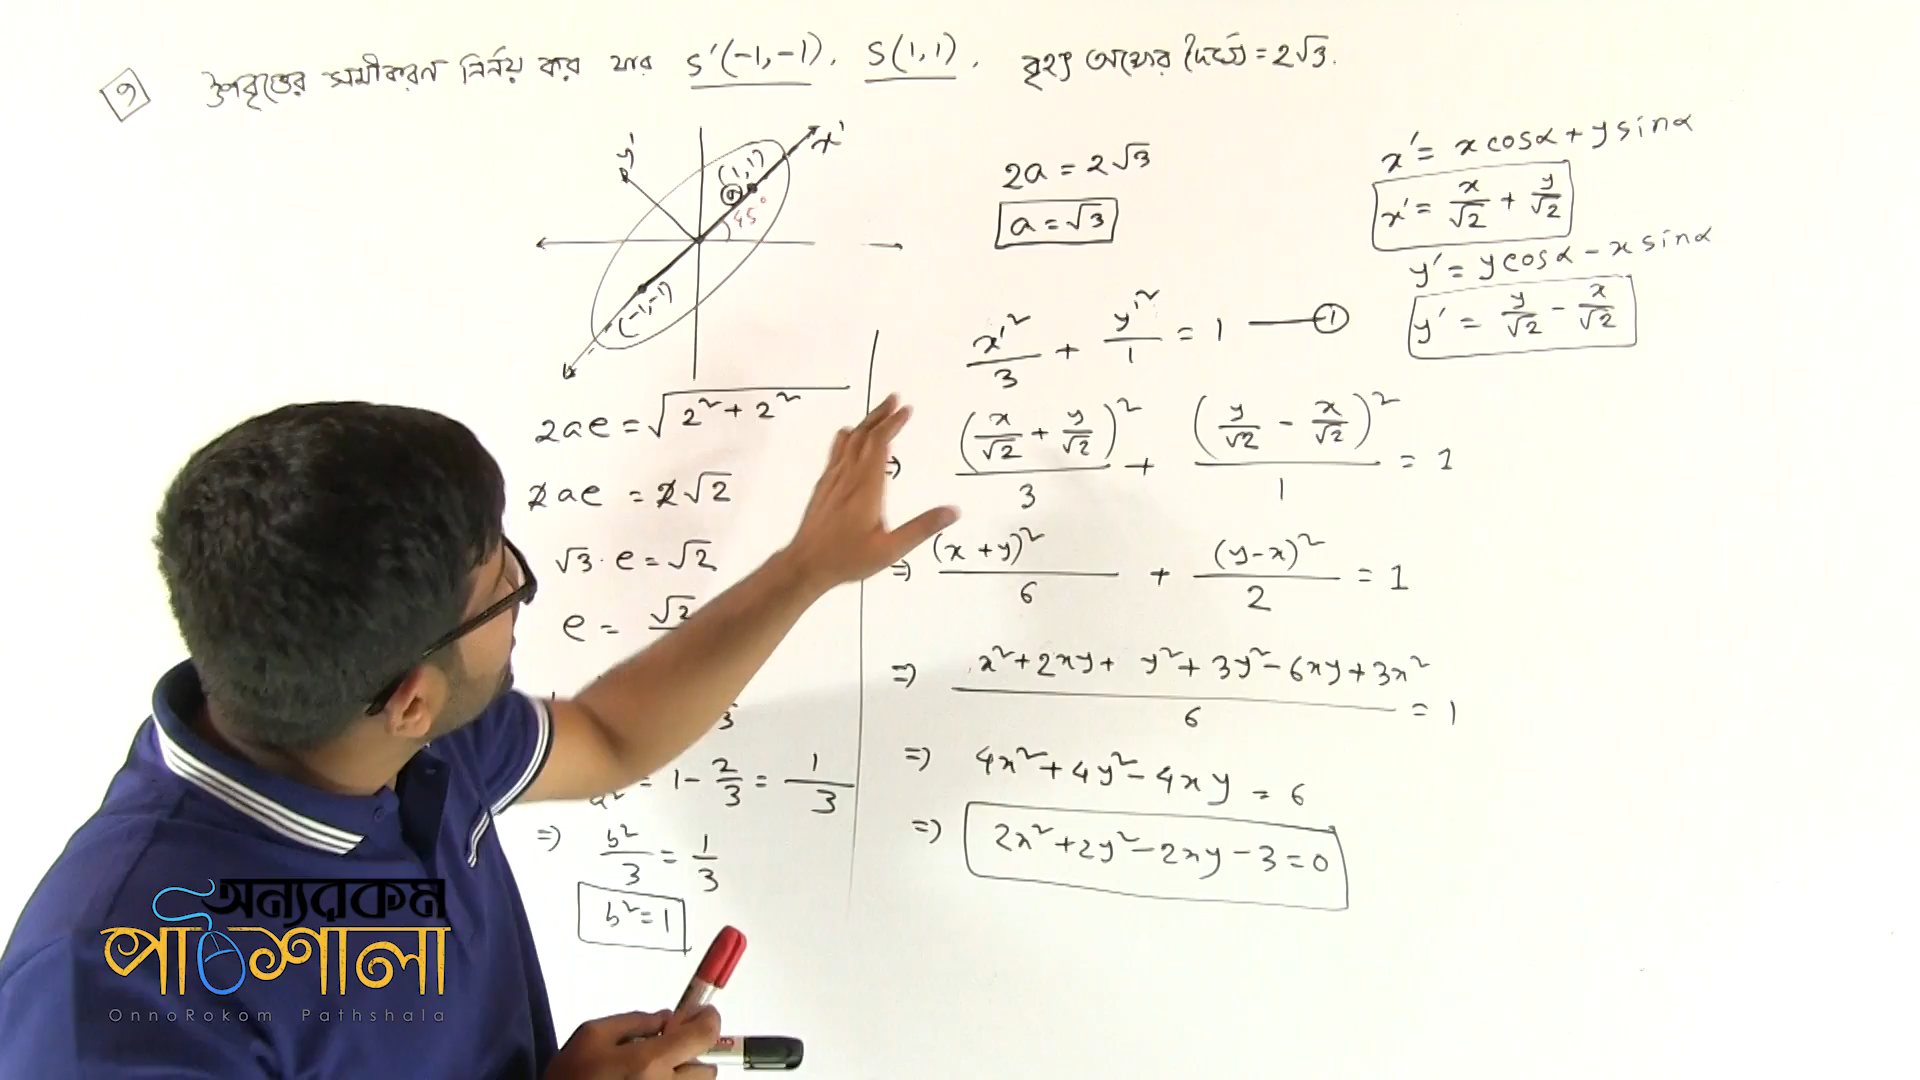 ৭ উপবৃত্তের সমীকরণ নির্ণয় কর যার S'(-1,-1), S(1,1), বৃহৎ অক্ষের দৈর্ঘ্য = 2√3.
y'
x'
(1,1)
45°
(-1,-1)
2ae = √(2² + 2²)
2ae = 2√2
√3 · e = √2
e = √2
= 1 - 2/3 = 1/3
⇒ b²/3 = 1/3
b² = 1
2a = 2√3
a = √3
x'²/3 + y'²/1 = 1 —— ①
⇒ (x/√2 + y/√2)²/3 + (y/√2 - x/√2)²/1 = 1
⇒ (x + y)²/6 + (y-x)²/2 = 1
⇒ (x² + 2xy + y² + 3y² - 6xy + 3x²)/6 = 1
⇒ 4x² + 4y² - 4xy = 6
⇒ 2x² + 2y² - 2xy - 3 = 0
x' = x cosα + y sinα
x' = x/√2 + y/√2
y' = y cosα - x sinα
y' = y/√2 - x/√2
অন্যরকম
পাঠশালা
OnnoRokom Pathshala